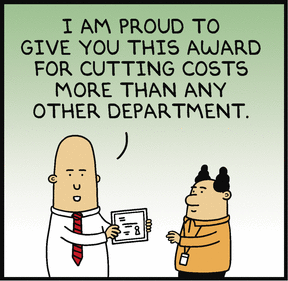 I AM PROUD TO
GIVE YOU THIS AWARD
FOR CUTTING COSTS
MORE THAN ANY
OTHER DEPARTMENT.